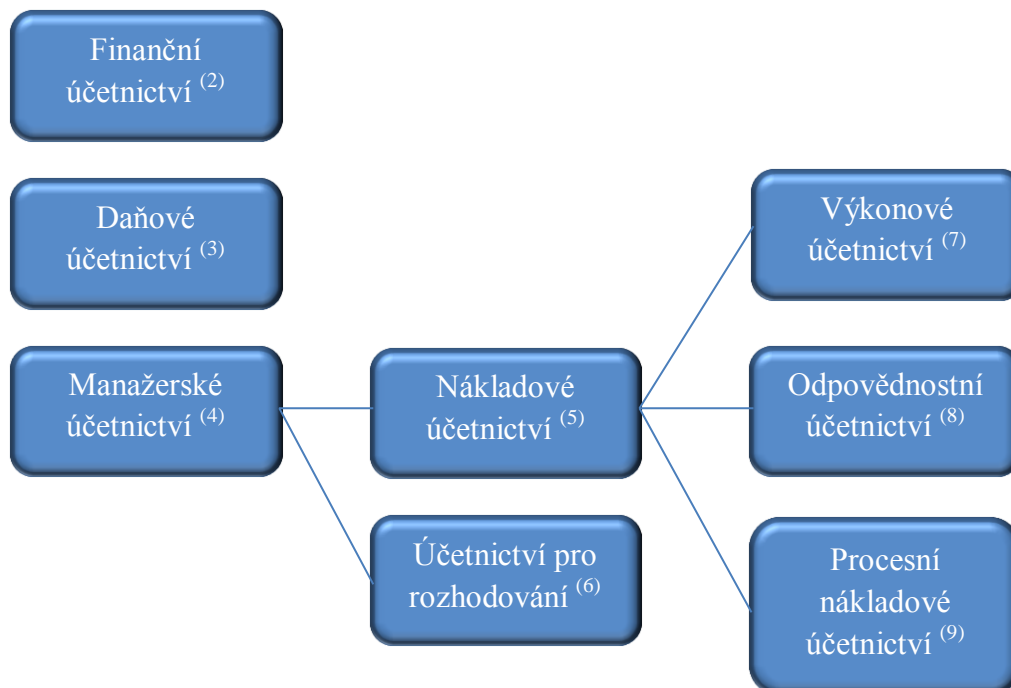 Finanční
účetnictví (2)
Daňové
účetnictví (3)
Manažerské
účetnictví (4)
Nákladové
účetnictví (5)
Účetnictví pro
rozhodování (6)
Výkonové
účetnictví (7)
Odpovědnostní
účetnictví (8)
Procesní
nákladové
účetnictví (9)